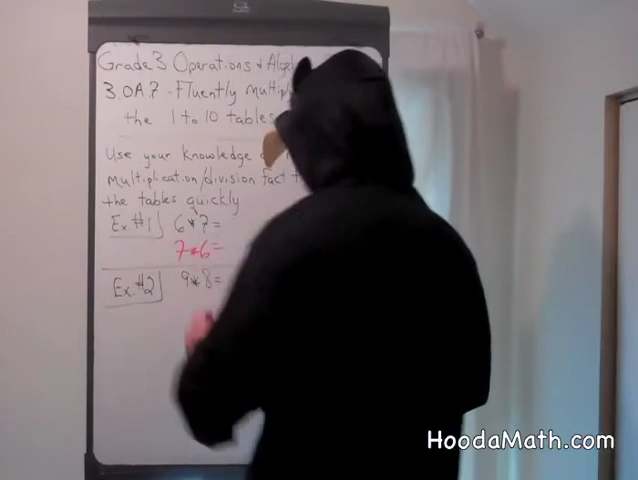 Grade 3 Operations & Alge
3.OA.7 - Fluently multipl
the 1 to 10 tables
Use your knowledge
multiplication/division fact
the tables quickly
Ex. #1 6*7=
7*6=
Ex. #2 9*8=
HoodaMath.com